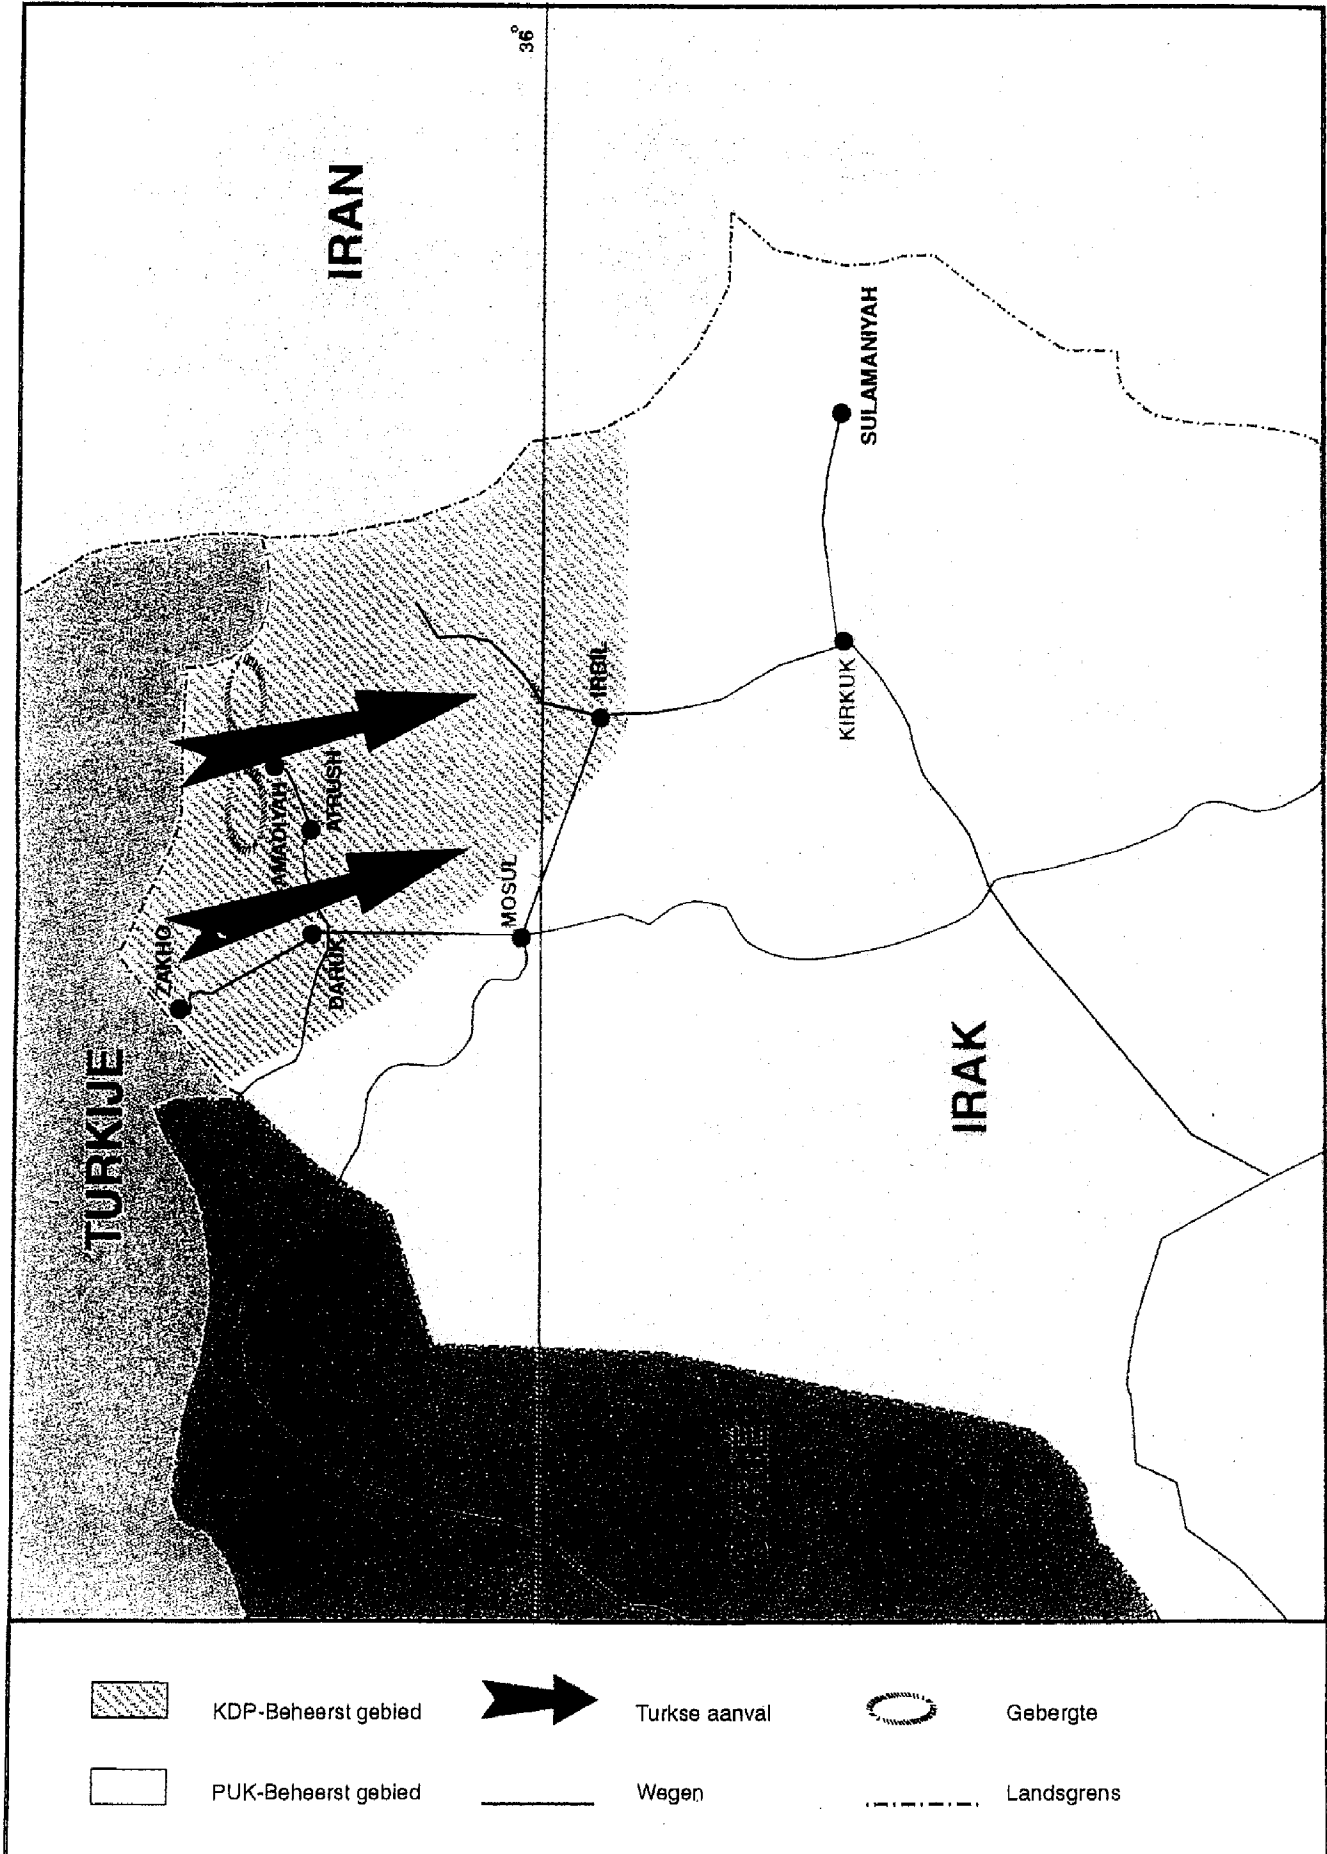 36°
IRAN
SULAMANIYAH
IRBIL
KIRKUK
ATRUSH
AMADIYAH
MOSUL
ZAKHO
DAHUK
TURKIJE
IRAK
KDP-Beheerst gebied
Turkse aanval
Gebergte
PUK-Beheerst gebied
Wegen
Landsgrens